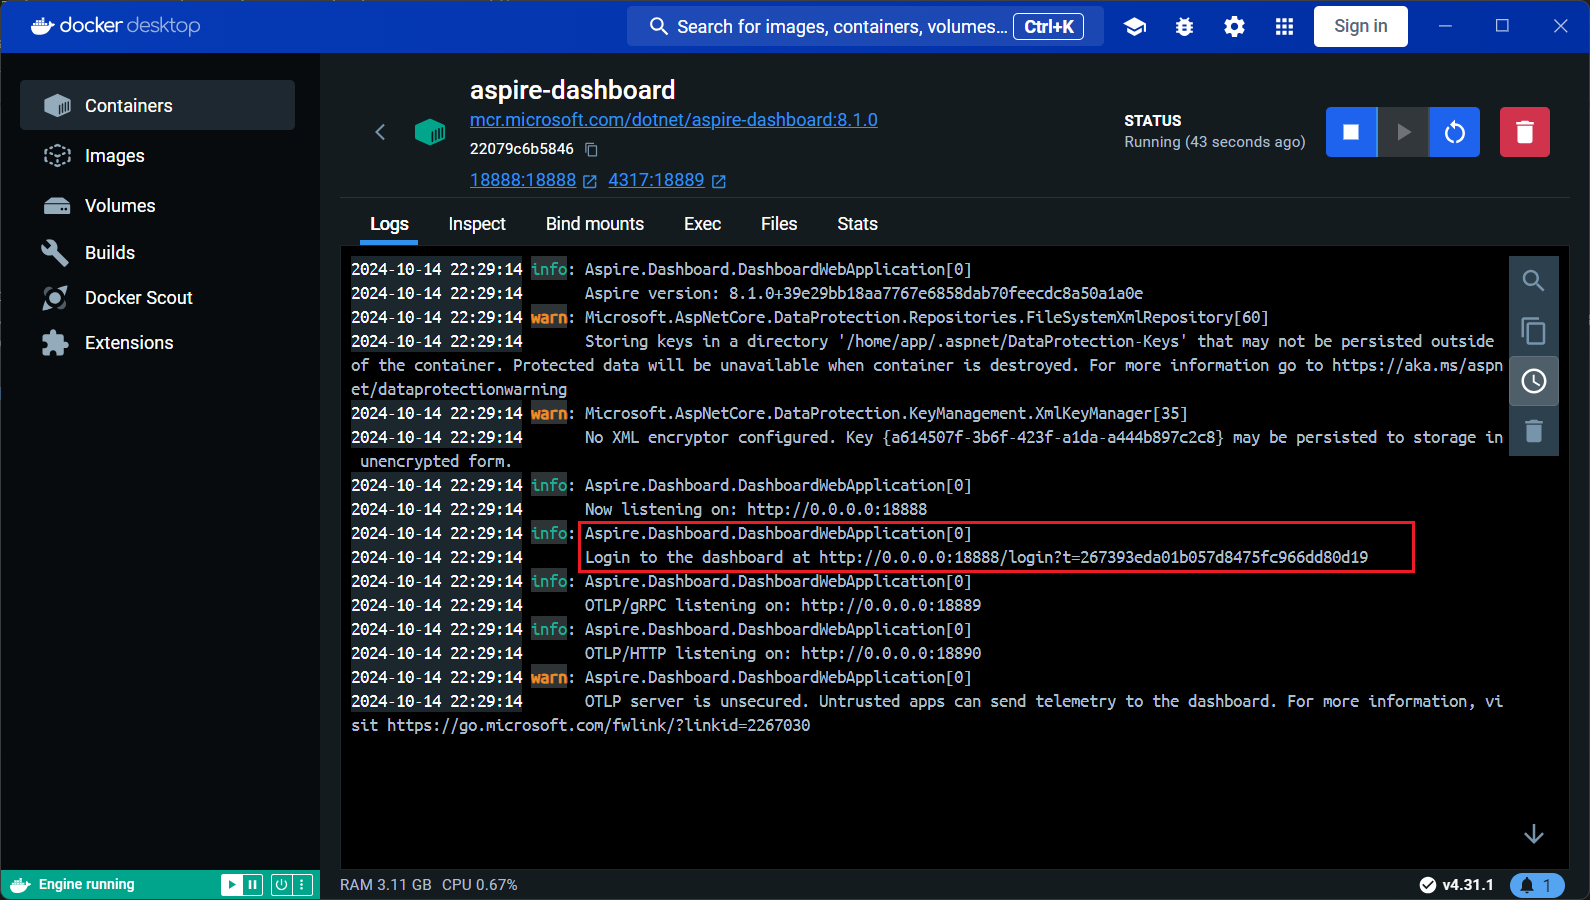 docker desktop
Search for images, containers, volumes... Ctrl+K
Sign in
Containers
Images
Volumes
Builds
Docker Scout
Extensions
aspire-dashboard
mcr.microsoft.com/dotnet/aspire-dashboard:8.1.0
22079c6b5846
18888:18888 4317:18889
STATUS
Running (43 seconds ago)
Logs Inspect Bind mounts Exec Files Stats
2024-10-14 22:29:14 info: Aspire.Dashboard.DashboardWebApplication[0]
2024-10-14 22:29:14 Aspire version: 8.1.0+39e29bb18aa7767e6858dab70feecdc8a50a1a0e
2024-10-14 22:29:14 warn: Microsoft.AspNetCore.DataProtection.Repositories.FileSystemXmlRepository[60]
2024-10-14 22:29:14 Storing keys in a directory '/home/app/.aspnet/DataProtection-Keys' that may not be persisted outside
of the container. Protected data will be unavailable when container is destroyed. For more information go to https://aka.ms/aspn
et/dataprotectionwarning
2024-10-14 22:29:14 warn: Microsoft.AspNetCore.DataProtection.KeyManagement.XmlKeyManager[35]
2024-10-14 22:29:14 No XML encryptor configured. Key {a614507f-3b6f-423f-a1da-a444b897c2c8} may be persisted to storage in
unencrypted form.
2024-10-14 22:29:14 info: Aspire.Dashboard.DashboardWebApplication[0]
2024-10-14 22:29:14 Now listening on: http://0.0.0.0:18888
2024-10-14 22:29:14 info: Aspire.Dashboard.DashboardWebApplication[0]
2024-10-14 22:29:14 Login to the dashboard at http://0.0.0.0:18888/login?t=267393eda01b057d8475fc966dd80d19
2024-10-14 22:29:14 info: Aspire.Dashboard.DashboardWebApplication[0]
2024-10-14 22:29:14 OTLP/gRPC listening on: http://0.0.0.0:18889
2024-10-14 22:29:14 info: Aspire.Dashboard.DashboardWebApplication[0]
2024-10-14 22:29:14 OTLP/HTTP listening on: http://0.0.0.0:18890
2024-10-14 22:29:14 warn: Aspire.Dashboard.DashboardWebApplication[0]
2024-10-14 22:29:14 OTLP server is unsecured. Untrusted apps can send telemetry to the dashboard. For more information, vi
sit https://go.microsoft.com/fwlink/?linkid=2267030
Engine running
RAM 3.11 GB CPU 0.67%
v4.31.1
1